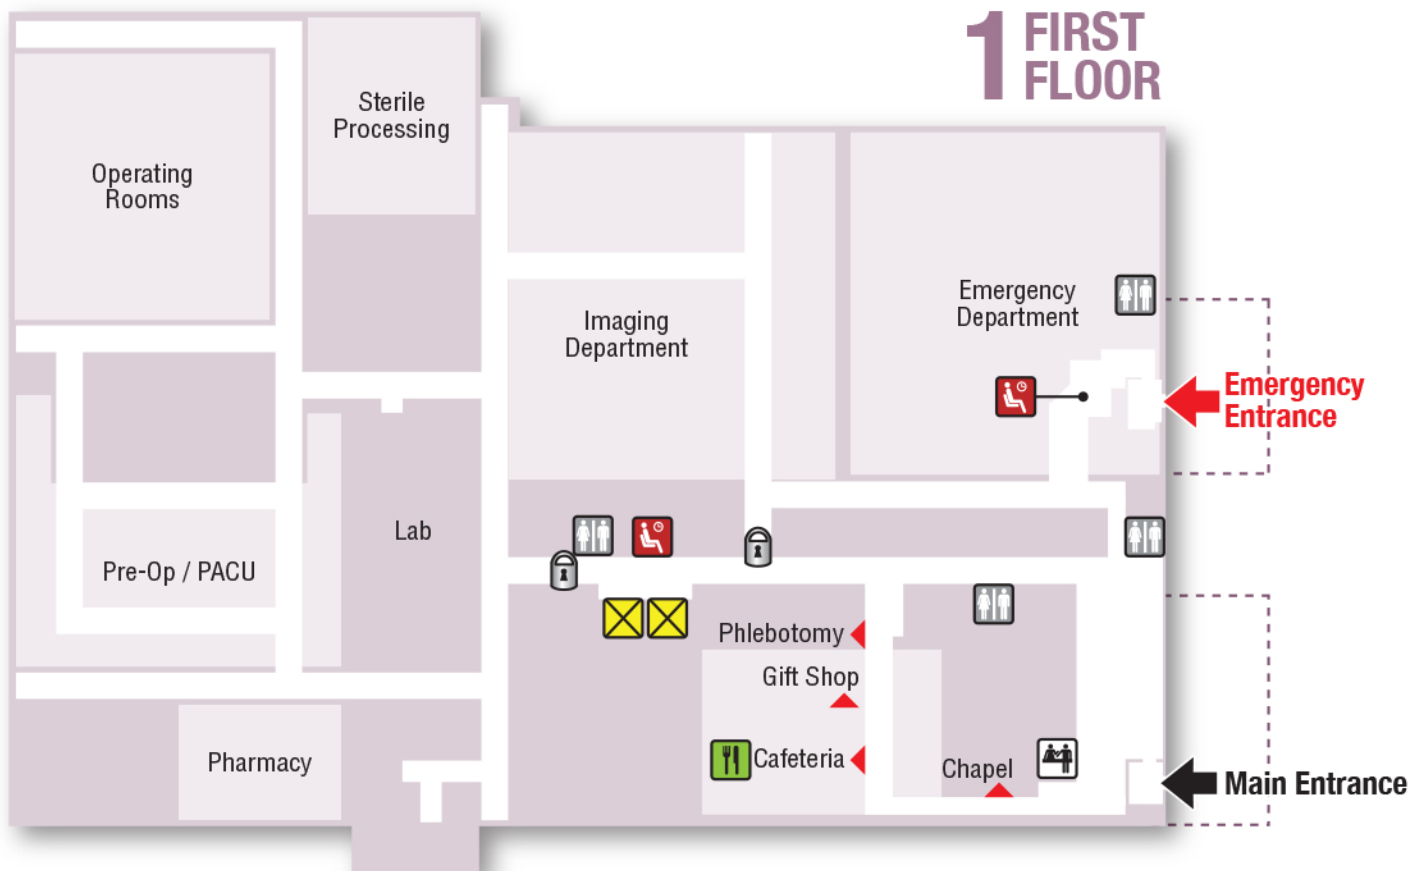 1 FIRST
FLOOR
Sterile
Processing
Operating
Rooms
Emergency
Department
Imaging
Department
Emergency
Entrance
Lab
Pre-Op / PACU
Phlebotomy
Gift Shop
Cafeteria
Pharmacy
Chapel
Main Entrance